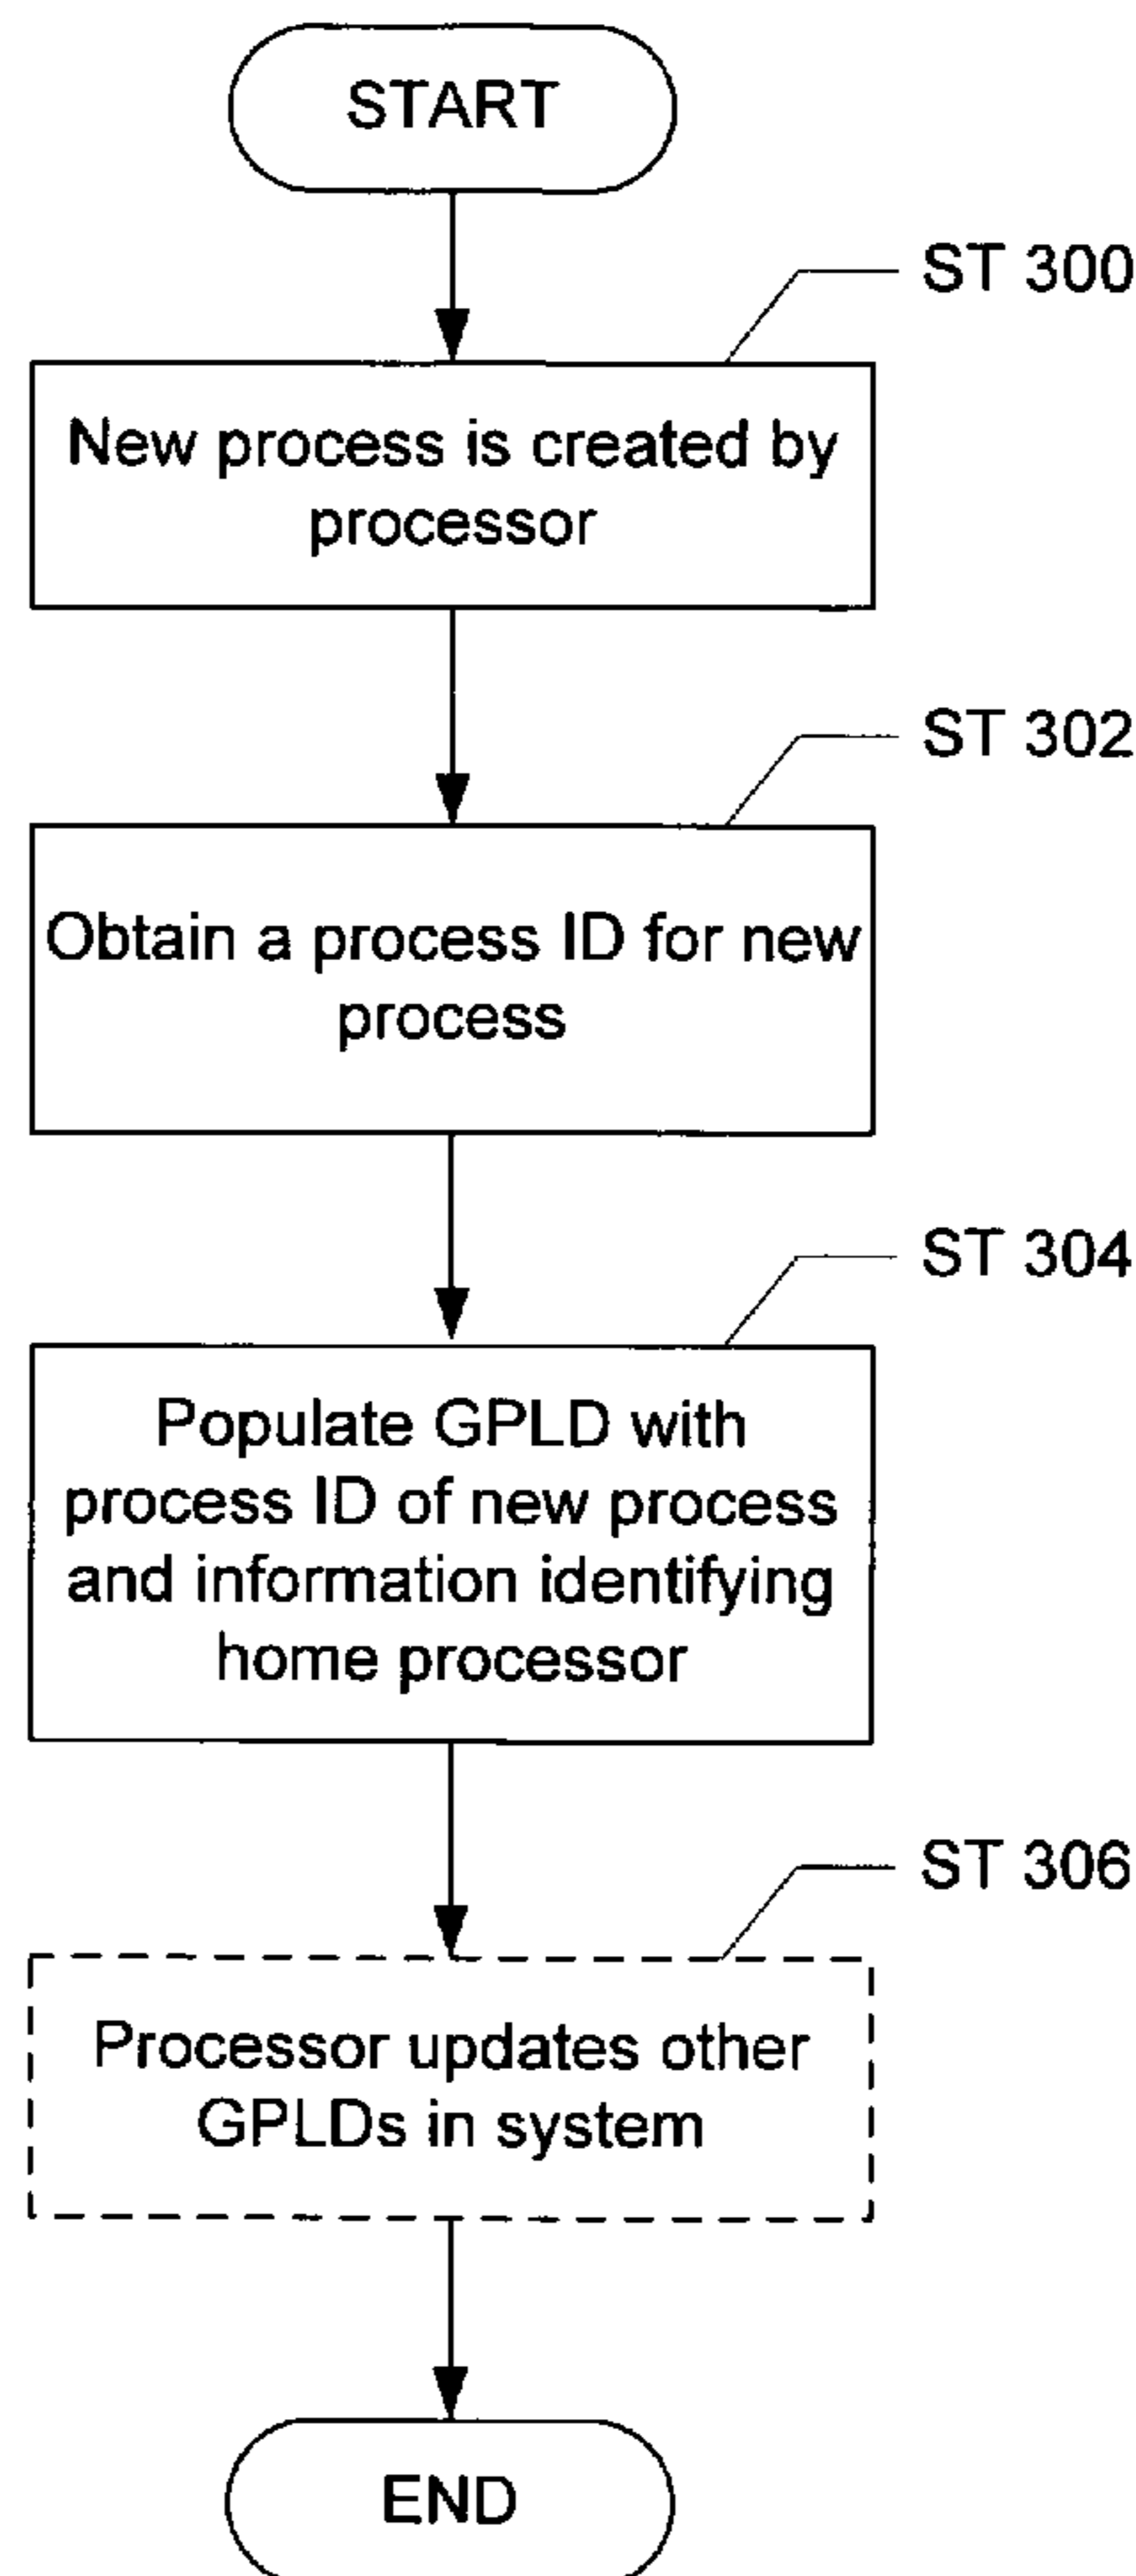 START
ST 300
New process is created by
processor
ST 302
Obtain a process ID for new
process
ST 304
Populate GPLD with
process ID of new process
and information identifying
home processor
ST 306
Processor updates other
GPLDs in system
END